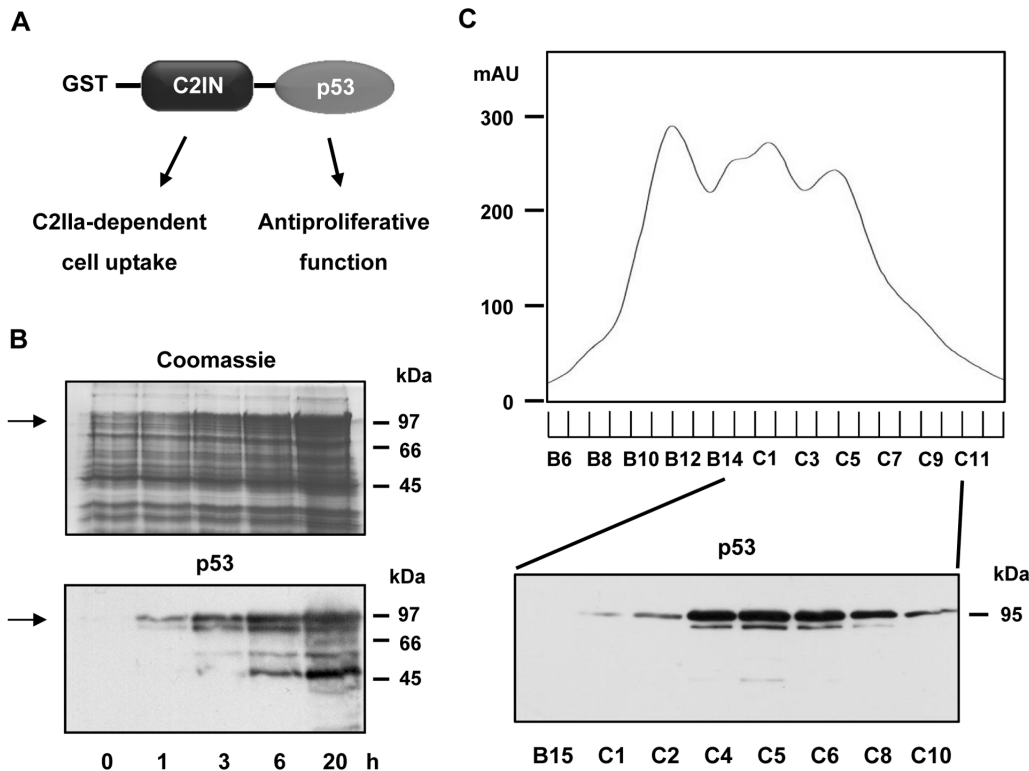 A
GST
C2IN
p53
C2IIa-dependent
cell uptake
Antiproliferative
function
B
Coomassie
kDa
97
66
45
p53
kDa
97
66
45
0 1 3 6 20 h
C
mAU
300
200
100
0
B6 B8 B10 B12 B14 C1 C3 C5 C7 C9 C11
p53
kDa
95
B15 C1 C2 C4 C5 C6 C8 C10